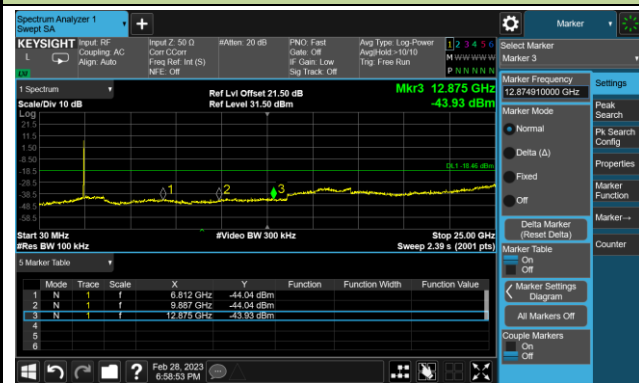 Spectrum Analyzer 1
Swept SA
+
Marker
KEYSIGHT
L
Input: RF
Coupling: AC
Align: Auto
Input Z: 50 Ω
Corr CCorr
Freq Ref: Int (S)
NFE: Off
#Atten: 20 dB
PNO: Fast
Gate: Off
IF Gain: Low
Sig Track: Off
Avg Type: Log-Power
Avg|Hold:>10/10
Trig: Free Run
1 2 3 4 5 6
M W W W W W
P N N N N N
Select Marker
Marker 3
1 Spectrum
Scale/Div 10 dB
Log
Ref Lvl Offset 21.50 dB
Ref Level 31.50 dBm
Mkr3 12.875 GHz
-43.93 dBm
21.5
11.5
1.50
-8.50
-18.5
-28.5
-38.5
-48.5
-58.5
DL1 -18.46 dBm
1
2
3
Start 30 MHz
#Res BW 100 kHz
#Video BW 300 kHz
Stop 25.00 GHz
Sweep 2.39 s (2001 pts)
5 Marker Table
Mode Trace Scale X Y Function Function Width Function Value
1 N 1 f 6.812 GHz -44.04 dBm
2 N 1 f 9.887 GHz -44.04 dBm
3 N 1 f 12.875 GHz -43.93 dBm
4
5
6
Marker Frequency
12.874910000 GHz
Marker Mode
Normal
Delta (Δ)
Fixed
Off
Delta Marker
(Reset Delta)
Marker Table
On
Off
Marker Settings
Diagram
All Markers Off
Couple Markers
On
Off
Settings
Peak
Search
Pk Search
Config
Properties
Marker
Function
Marker→
Counter
?
Feb 28, 2023
6:58:53 PM